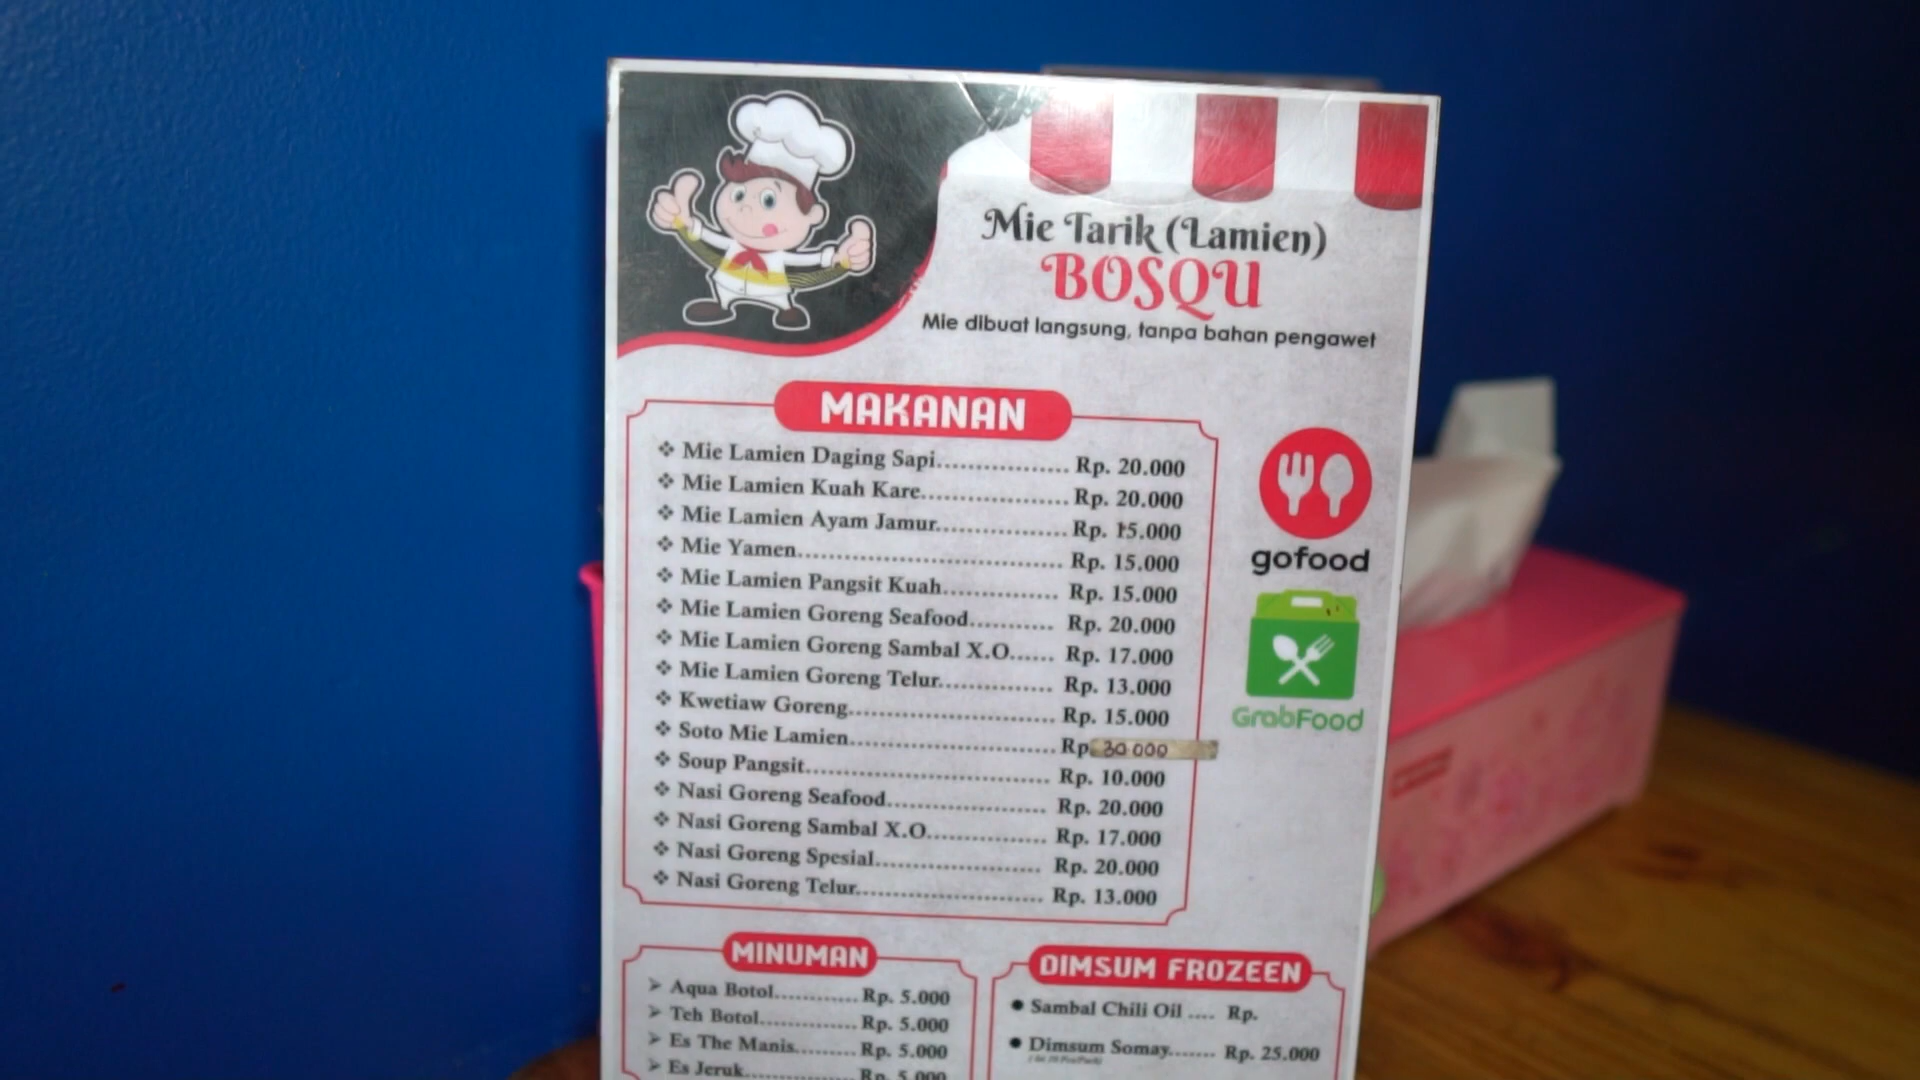 Mie Tarik (Lamien)
BOSQU
Mie dibuat langsung, tanpa bahan pengawet
MAKANAN
❖ Mie Lamien Daging Sapi................. Rp. 20.000
❖ Mie Lamien Kuah Kare................... Rp. 20.000
❖ Mie Lamien Ayam Jamur................. Rp. 15.000
❖ Mie Yamen.................................. Rp. 15.000
❖ Mie Lamien Pangsit Kuah............... Rp. 15.000
❖ Mie Lamien Goreng Seafood........... Rp. 20.000
❖ Mie Lamien Goreng Sambal X.O...... Rp. 17.000
❖ Mie Lamien Goreng Telur............... Rp. 13.000
❖ Kwetiaw Goreng........................... Rp. 15.000
❖ Soto Mie Lamien........................... Rp 30 000
❖ Soup Pangsit................................ Rp. 10.000
❖ Nasi Goreng Seafood.................... Rp. 20.000
❖ Nasi Goreng Sambal X.O............... Rp. 17.000
❖ Nasi Goreng Spesial...................... Rp. 20.000
❖ Nasi Goreng Telur......................... Rp. 13.000
gofood
GrabFood
MINUMAN
➢ Aqua Botol............ Rp. 5.000
➢ Teh Botol.............. Rp. 5.000
➢ Es The Manis......... Rp. 5.000
➢ Es Jeruk................ Rp. 5.000
DIMSUM FROZEEN
● Sambal Chili Oil .... Rp.
● Dimsum Somay....... Rp. 25.000